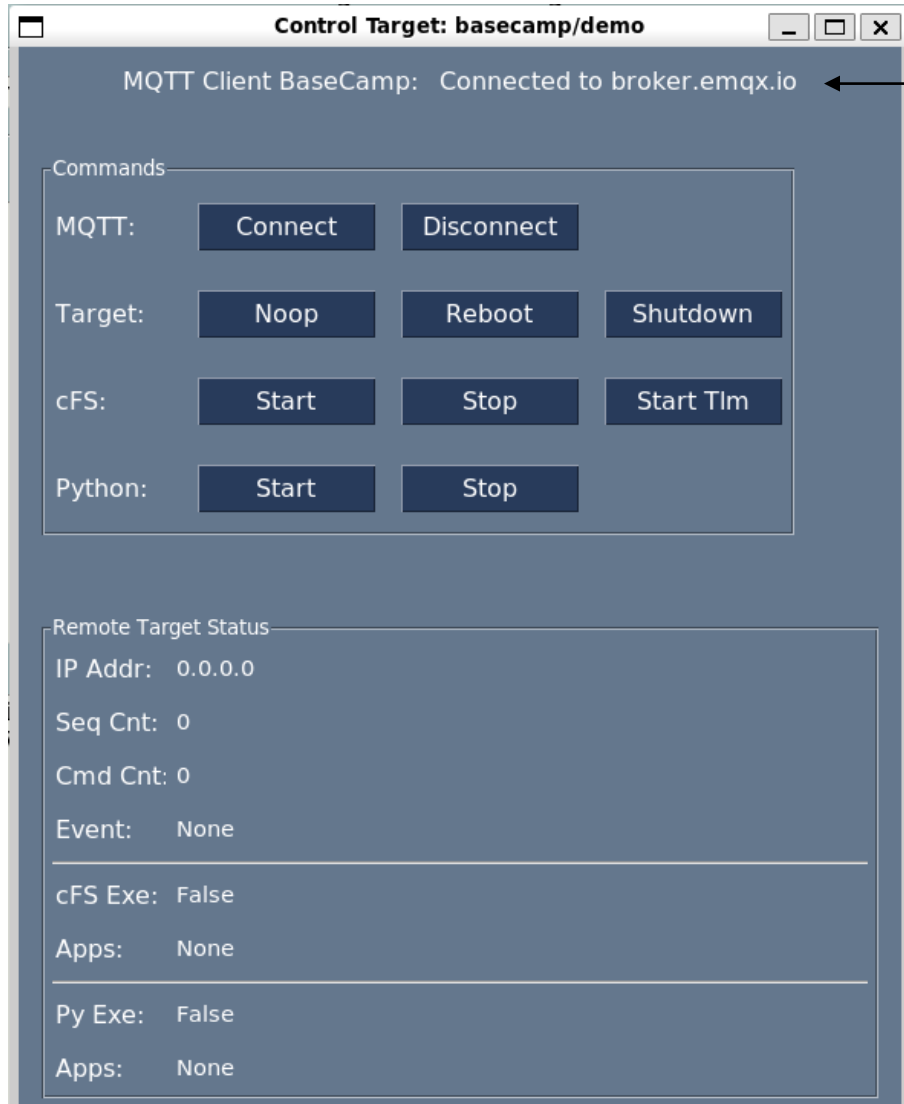 Control Target: basecamp/demo
MQTT Client BaseCamp: Connected to broker.emqx.io
Commands
MQTT: Connect Disconnect
Target: Noop Reboot Shutdown
cFS: Start Stop Start Tlm
Python: Start Stop
Remote Target Status
IP Addr: 0.0.0.0
Seq Cnt: 0
Cmd Cnt: 0
Event: None
cFS Exe: False
Apps: None
Py Exe: False
Apps: None